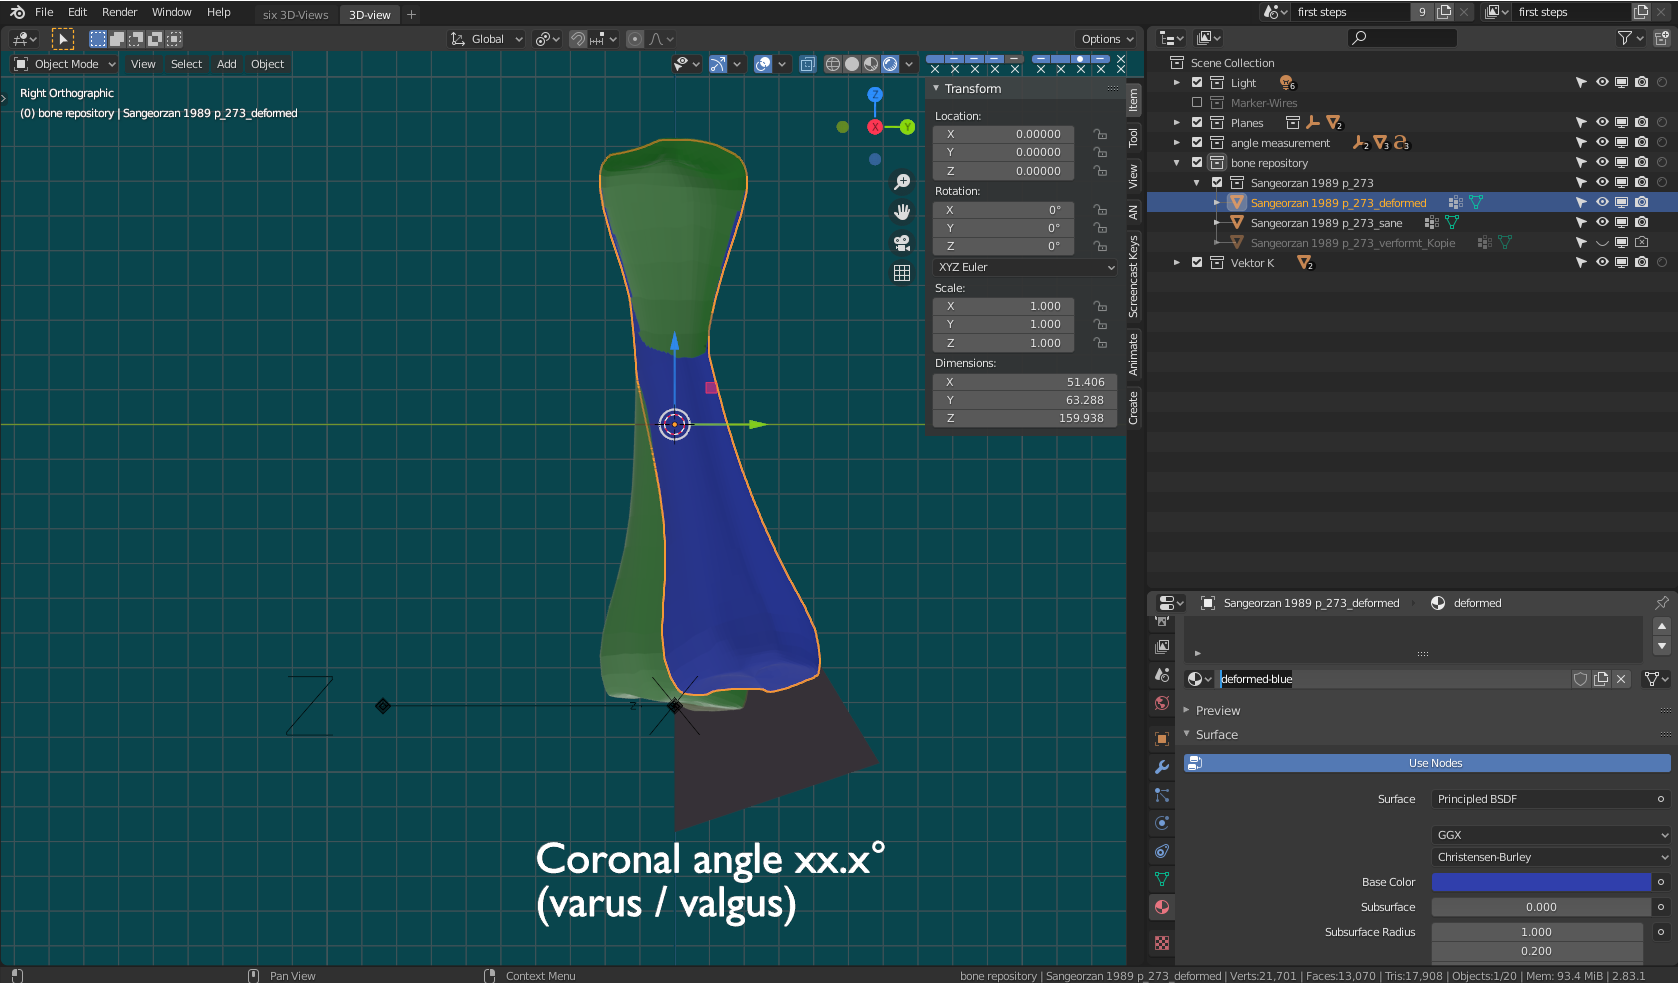 File Edit Render Window Help six 3D-Views 3D-view + first steps 9 first steps
Global Options
Object Mode View Select Add Object
Right Orthographic
(0) bone repository | Sangeorzan 1989 p_273_deformed
Z
X
Y
Transform
Location:
X 0.00000
Y 0.00000
Z 0.00000
Rotation:
X 0°
Y 0°
Z 0°
XYZ Euler
Scale:
X 1.000
Y 1.000
Z 1.000
Dimensions:
X 51.406
Y 63.288
Z 159.938
Item
Tool
View
AN
Screencast Keys
Animate
Create
Z
z
Coronal angle xx.x°
(varus / valgus)
Scene Collection
Light 6
Marker-Wires
Planes 2
angle measurement 2 3 3
bone repository
Sangeorzan 1989 p_273
Sangeorzan 1989 p_273_deformed
Sangeorzan 1989 p_273_sane
Sangeorzan 1989 p_273_verformt_Kopie
Vektor K 2
Sangeorzan 1989 p_273_deformed deformed
deformed-blue
Preview
Surface
Use Nodes
Surface Principled BSDF
GGX
Christensen-Burley
Base Color
Subsurface 0.000
Subsurface Radius 1.000
0.200
Pan View Context Menu bone repository | Sangeorzan 1989 p_273_deformed | Verts:21,701 | Faces:13,070 | Tris:17,908 | Objects:1/20 | Mem: 93.4 MiB | 2.83.1